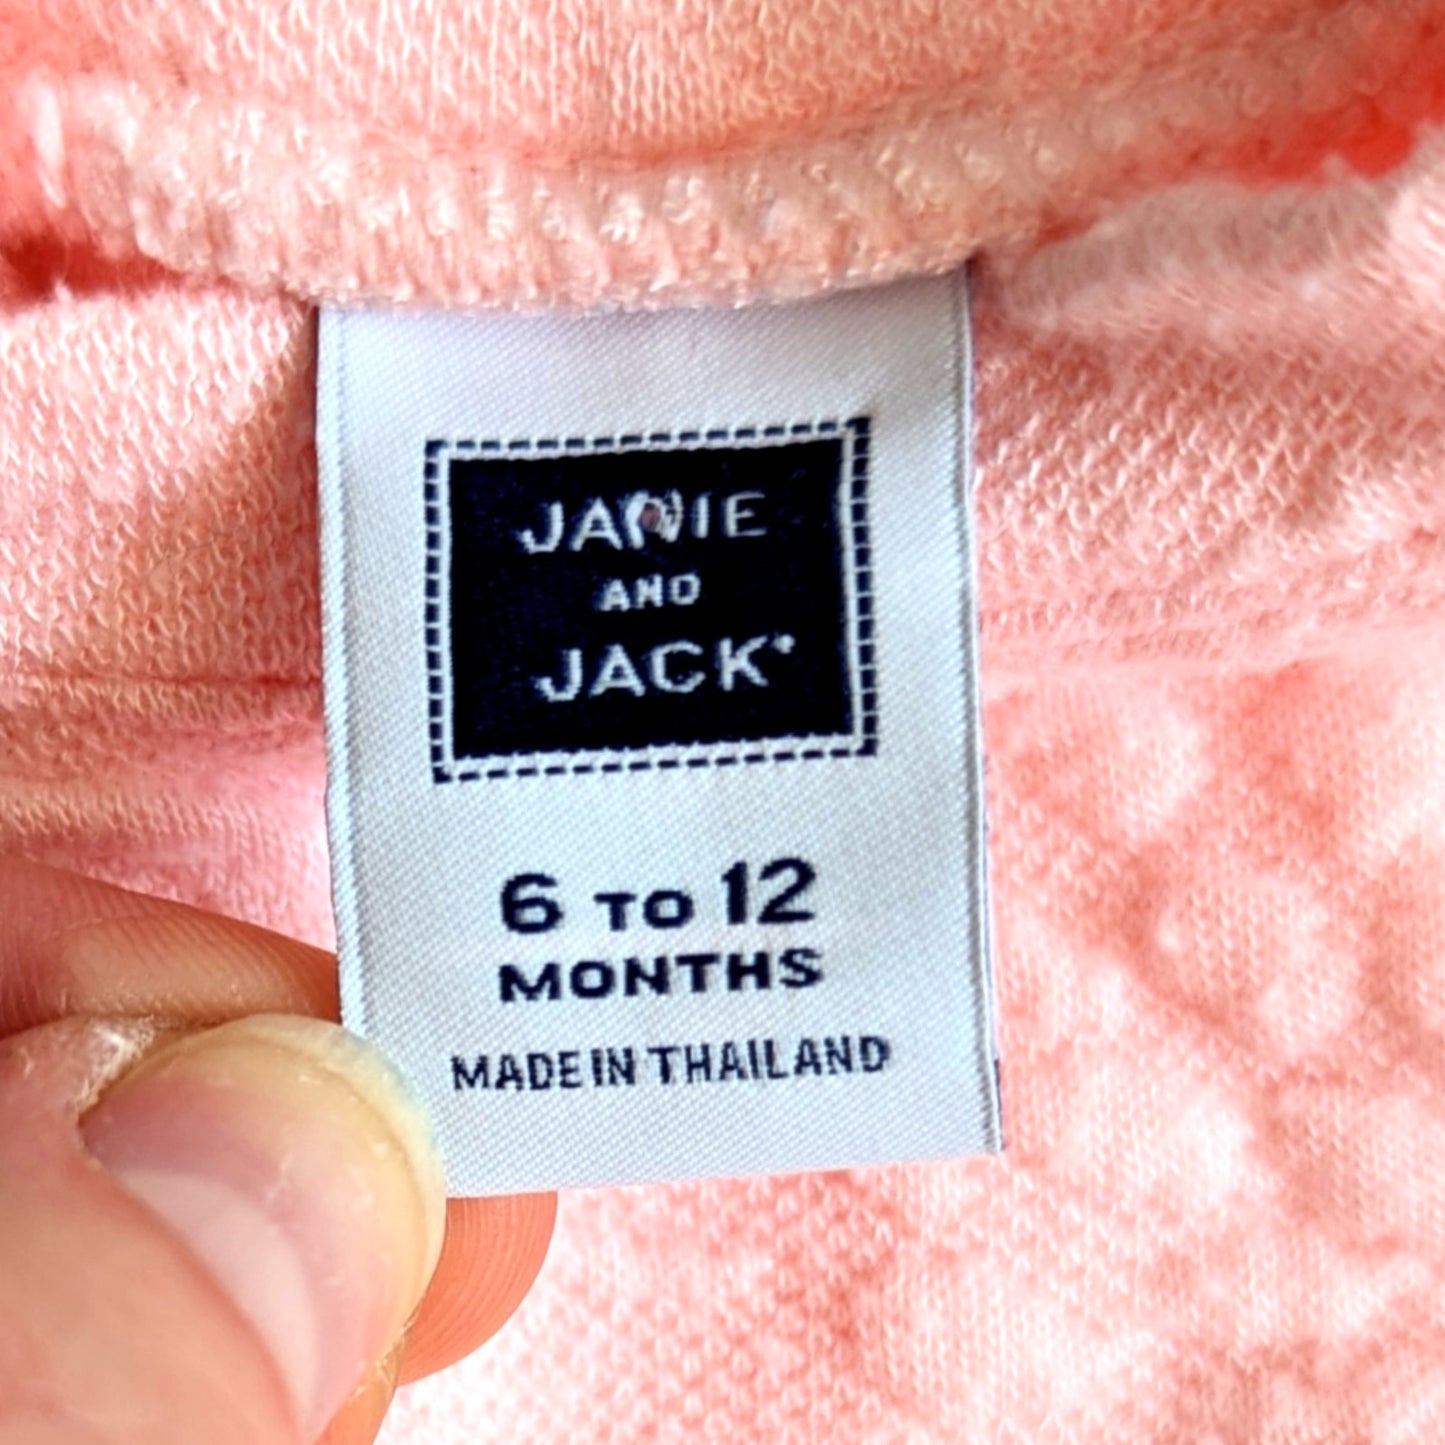 JANIE
AND
JACK
6 TO 12
MONTHS
MADE IN THAILAND